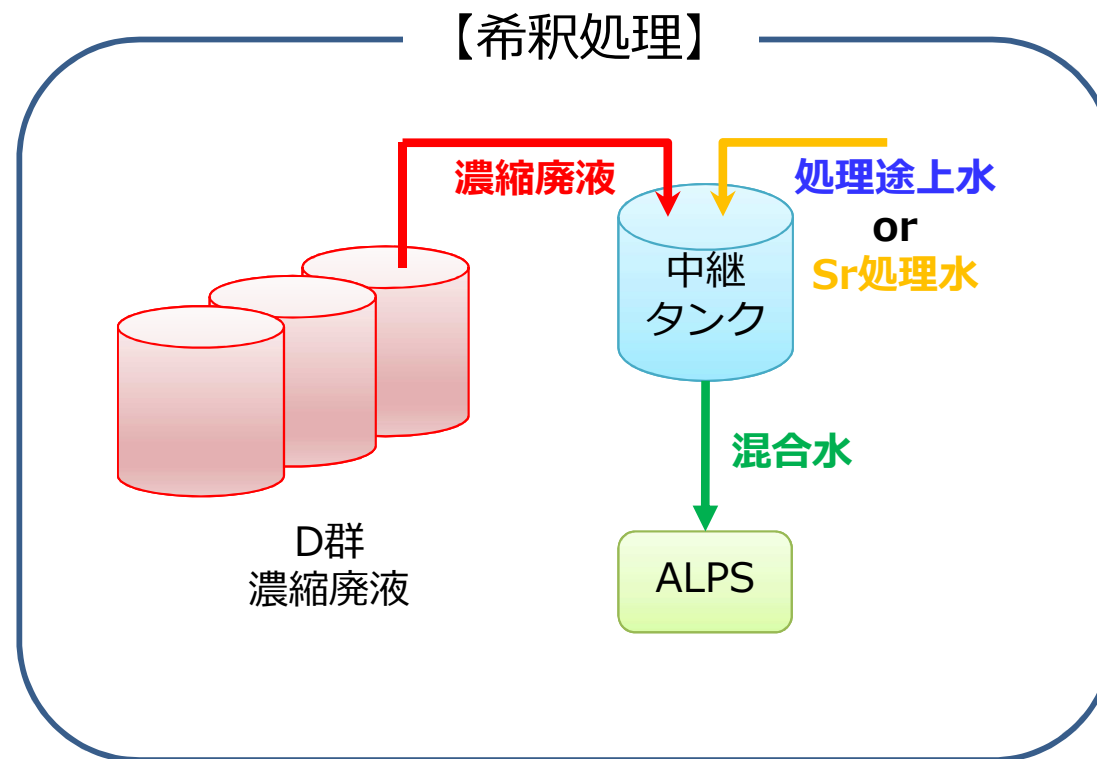 【希釈処理】
濃縮廃液
処理途上水
or
Sr処理水
中継
タンク
混合水
D群
濃縮廃液
ALPS